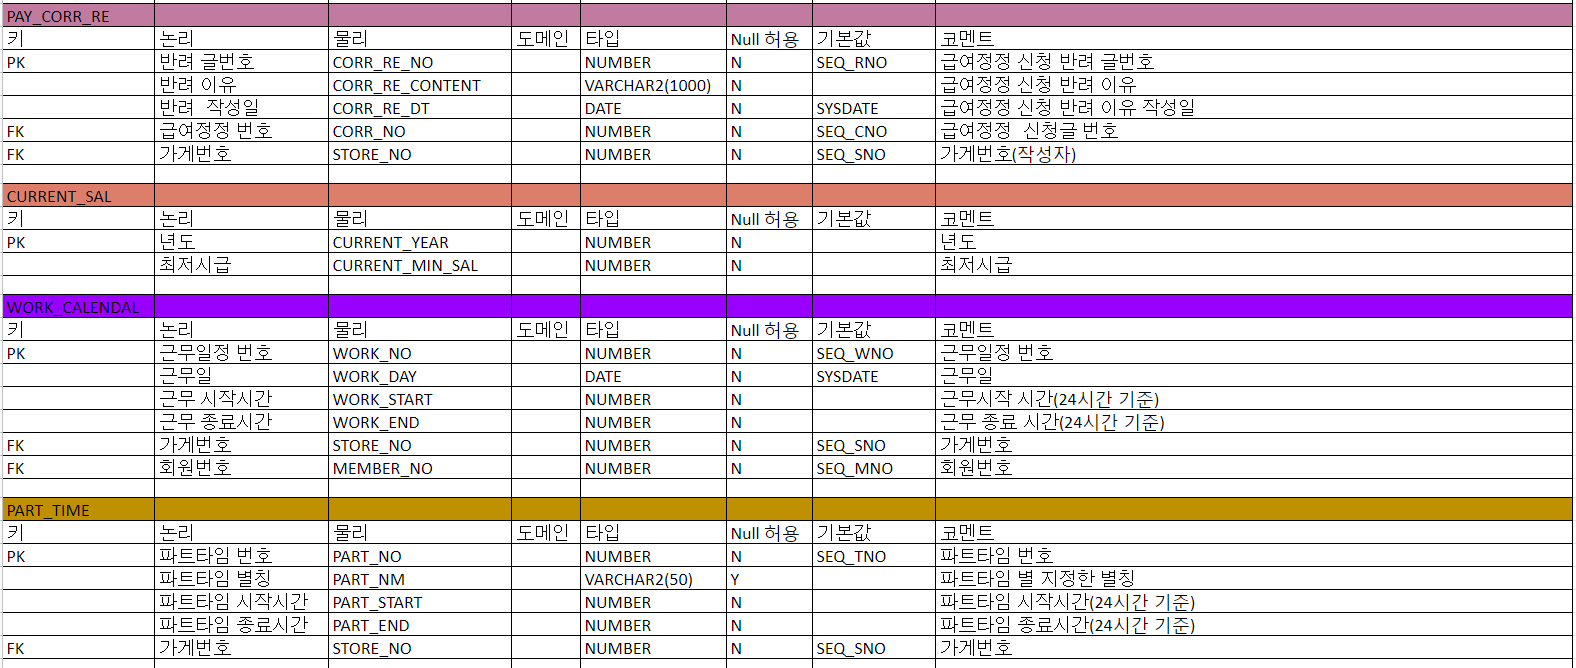 PAY_CORR_RE
키 논리 물리 도메인 타입 Null 허용 기본값 코멘트
PK 반려 글번호 CORR_RE_NO NUMBER N SEQ_RNO 급여정정 신청 반려 글번호
반려 이유 CORR_RE_CONTENT VARCHAR2(1000) N 급여정정 신청 반려 이유
반려  작성일 CORR_RE_DT DATE N SYSDATE 급여정정 신청 반려 이유 작성일
FK 급여정정 번호 CORR_NO NUMBER N SEQ_CNO 급여정정  신청글 번호
FK 가게번호 STORE_NO NUMBER N SEQ_SNO 가게번호(작성자)
CURRENT_SAL
키 논리 물리 도메인 타입 Null 허용 기본값 코멘트
PK 년도 CURRENT_YEAR NUMBER N 년도
최저시급 CURRENT_MIN_SAL NUMBER N 최저시급
WORK_CALENDAL
키 논리 물리 도메인 타입 Null 허용 기본값 코멘트
PK 근무일정 번호 WORK_NO NUMBER N SEQ_WNO 근무일정 번호
근무일 WORK_DAY DATE N SYSDATE 근무일
근무 시작시간 WORK_START NUMBER N 근무시작 시간(24시간 기준)
근무 종료시간 WORK_END NUMBER N 근무 종료 시간(24시간 기준)
FK 가게번호 STORE_NO NUMBER N SEQ_SNO 가게번호
FK 회원번호 MEMBER_NO NUMBER N SEQ_MNO 회원번호
PART_TIME
키 논리 물리 도메인 타입 Null 허용 기본값 코멘트
PK 파트타임 번호 PART_NO NUMBER N SEQ_TNO 파트타임 번호
파트타임 별칭 PART_NM VARCHAR2(50) Y 파트타임 별 지정한 별칭
파트타임 시작시간 PART_START NUMBER N 파트타임 시작시간(24시간 기준)
파트타임 종료시간 PART_END NUMBER N 파트타임 종료시간(24시간 기준)
FK 가게번호 STORE_NO NUMBER N SEQ_SNO 가게번호